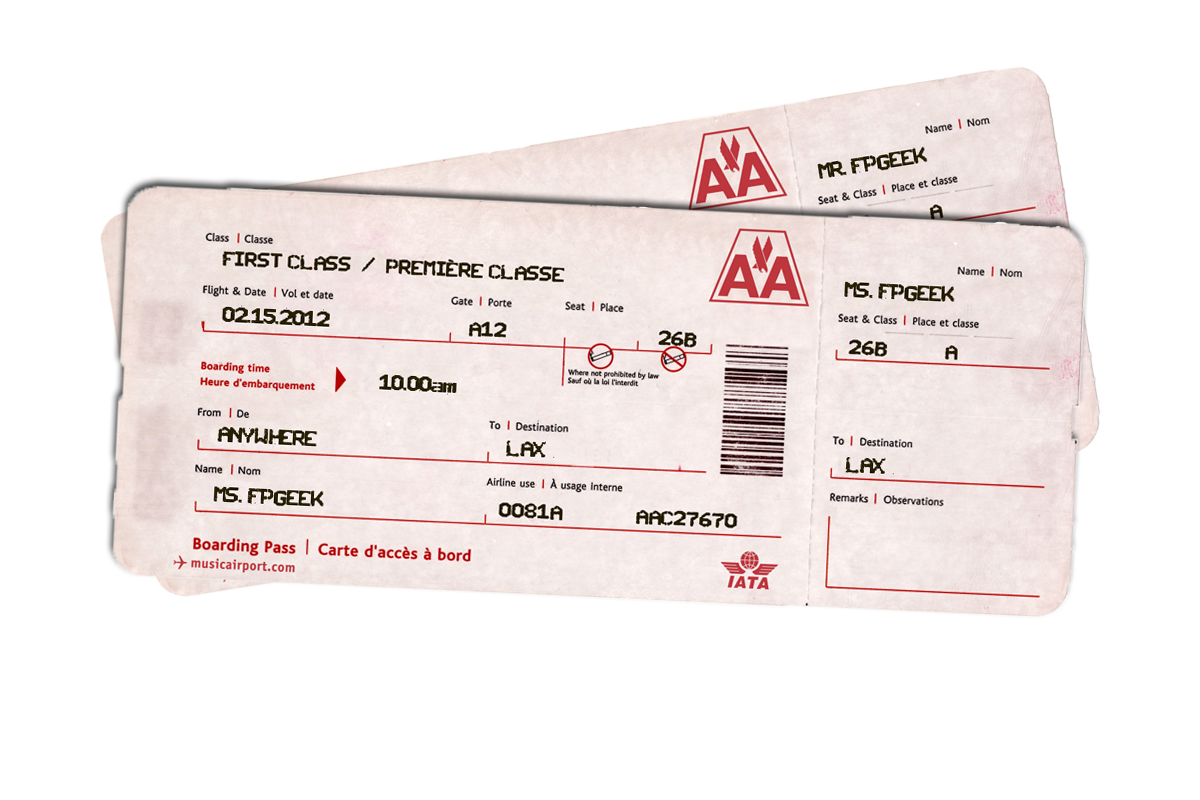 Name | Nom
MR. FPGEEK
Seat & Class | Place et classe
A
AA
Class | Classe
FIRST CLASS / PREMIÈRE CLASSE
Flight & Date | Vol et date
02.15.2012
Gate | Porte
A12
Seat | Place
26B
Where not prohibited by law
Sauf où la loi l'interdit
Boarding time
Heure d'embarquement
10.00am
From | De
ANYWHERE
To | Destination
LAX
Name | Nom
MS. FPGEEK
Airline use | À usage interne
0081A AAC27670
Boarding Pass | Carte d'accès à bord
musicairport.com
AA
IATA
Name | Nom
MS. FPGEEK
Seat & Class | Place et classe
26B A
To | Destination
LAX
Remarks | Observations